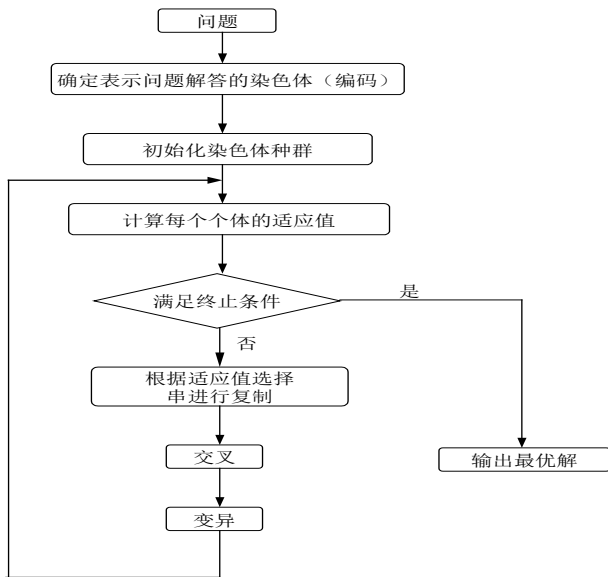 问题
确定表示问题解答的染色体（编码）
初始化染色体种群
计算每个个体的适应值
满足终止条件
是
否
根据适应值选择
串进行复制
交叉
输出最优解
变异